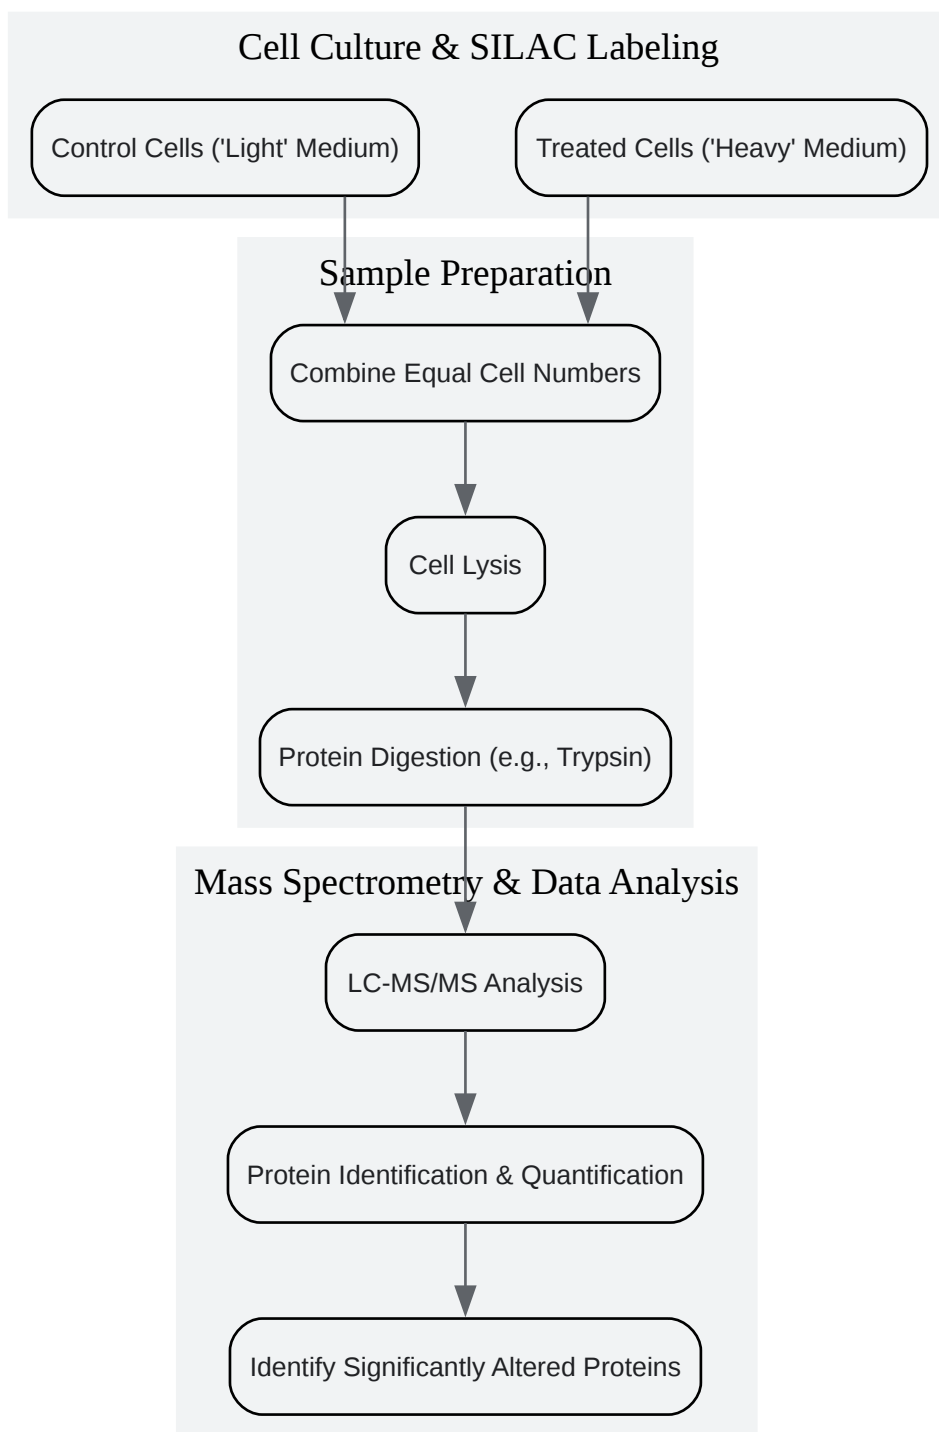 Cell Culture & SILAC Labeling
Control Cells ('Light' Medium)
Treated Cells ('Heavy' Medium)
Sample Preparation
Combine Equal Cell Numbers
Cell Lysis
Protein Digestion (e.g., Trypsin)
Mass Spectrometry & Data Analysis
LC-MS/MS Analysis
Protein Identification & Quantification
Identify Significantly Altered Proteins